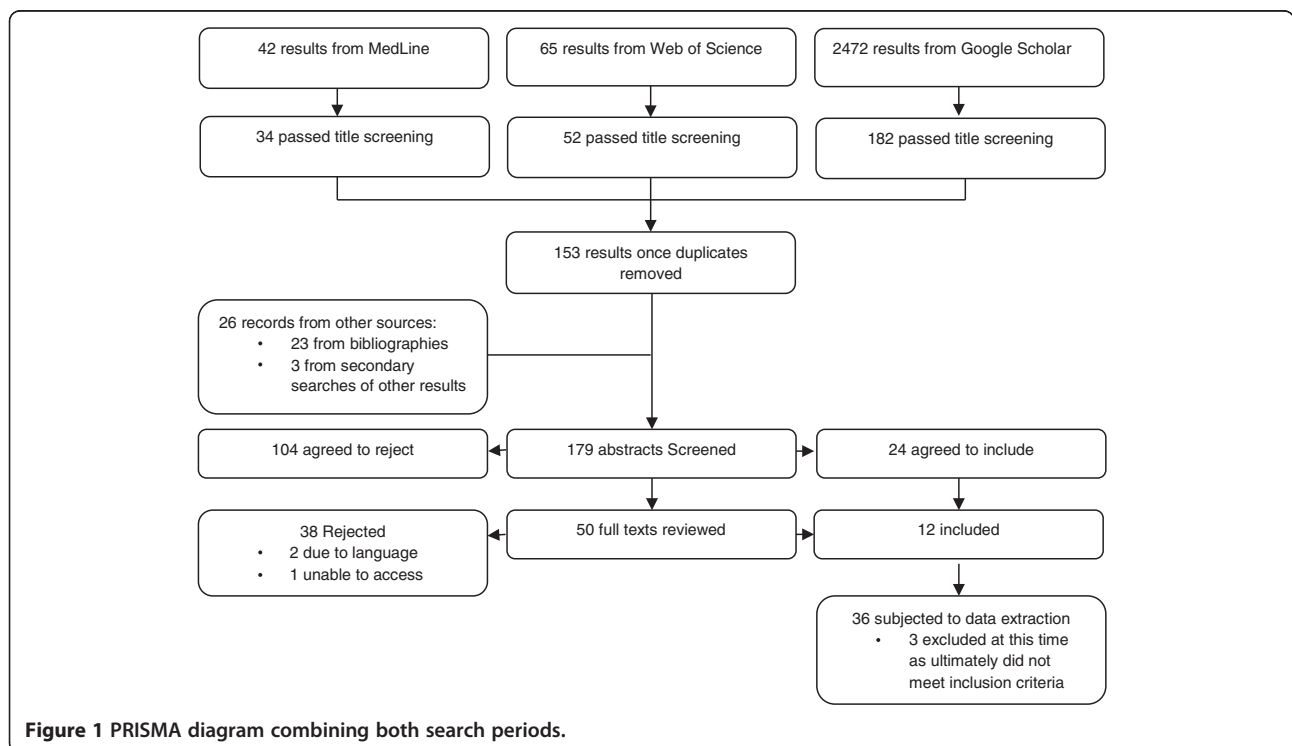 42 results from MedLine
65 results from Web of Science
2472 results from Google Scholar
34 passed title screening
52 passed title screening
182 passed title screening
153 results once duplicates
removed
26 records from other sources:
• 23 from bibliographies
• 3 from secondary
searches of other results
104 agreed to reject
179 abstracts Screened
24 agreed to include
38 Rejected
• 2 due to language
• 1 unable to access
50 full texts reviewed
12 included
36 subjected to data extraction
• 3 excluded at this time
as ultimately did not
meet inclusion criteria
Figure 1 PRISMA diagram combining both search periods.